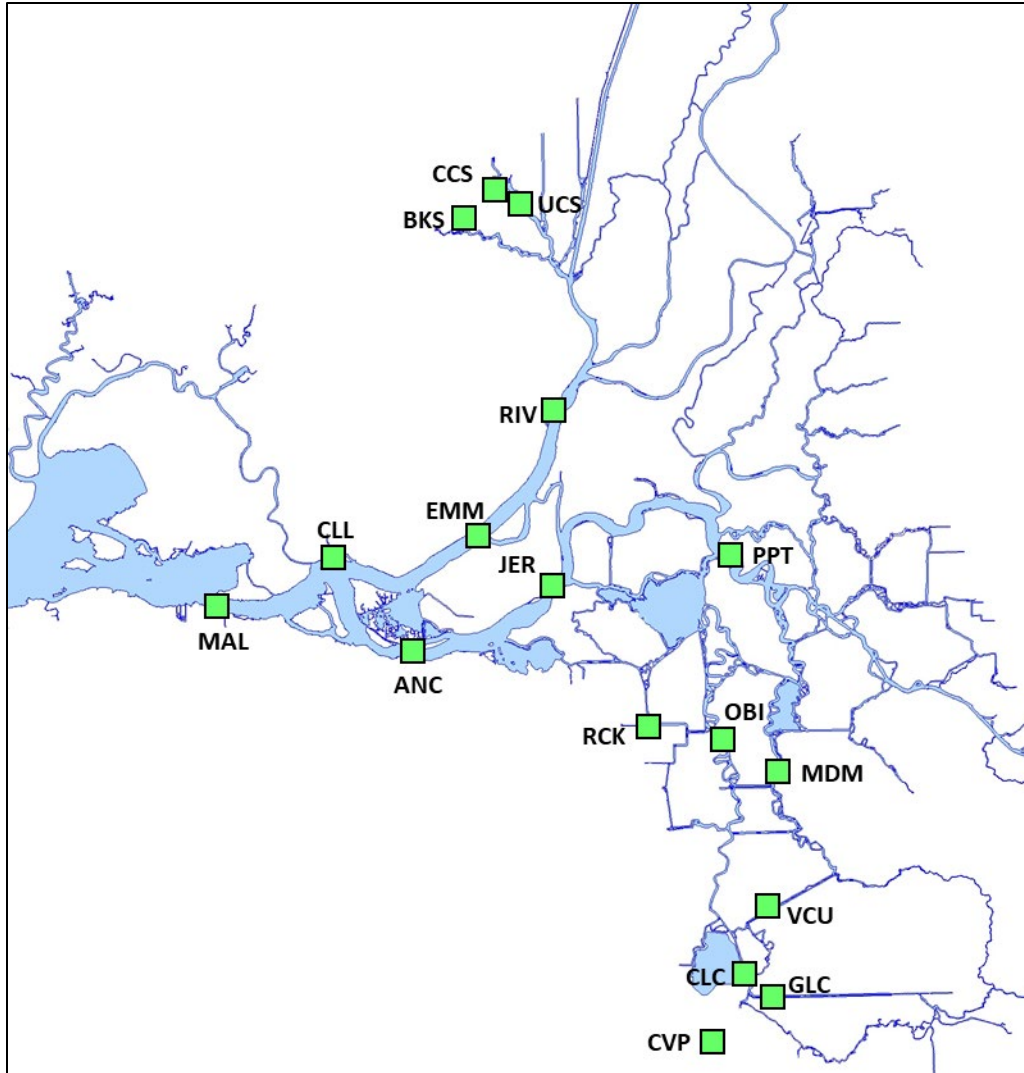 CCS
UCS
BKS
RIV
EMM
CLL
JER
PPT
MAL
ANC
OBI
RCK
MDM
VCU
CLC
GLC
CVP